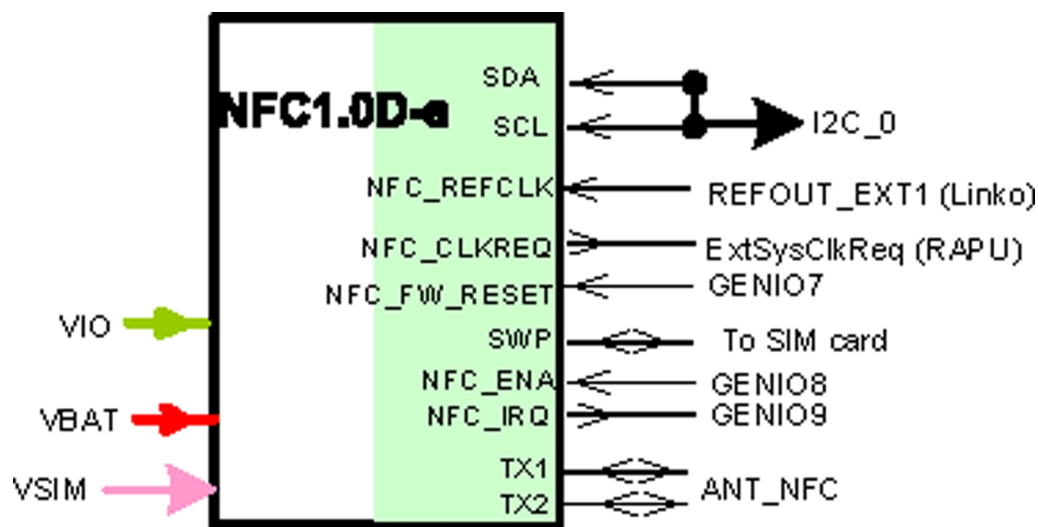 SDA
NFC1.0D-a
SCL
I2C_0
NFC_REFCLK
REFOUT_EXT1 (Linko)
NFC_CLKREQ
ExtSysClkReq (RAPU)
NFC_FW_RESET
GENIO7
VIO
SWP
To SIM card
NFC_ENA
GENIO8
VBAT
NFC_IRQ
GENIO9
VSIM
TX1
ANT_NFC
TX2